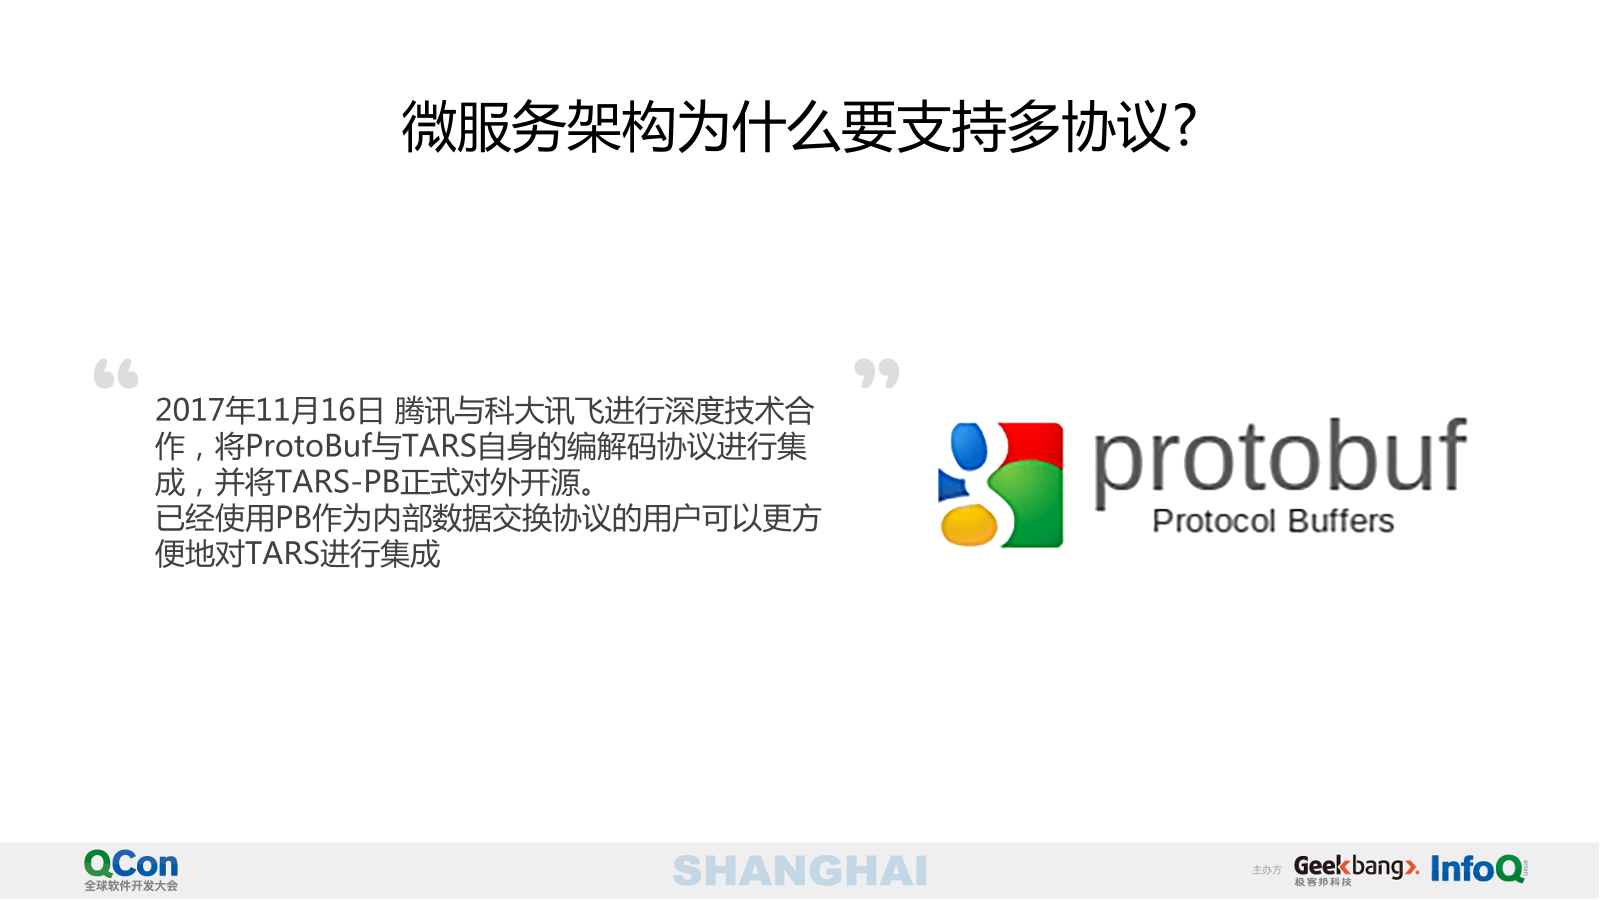 微服务架构为什么要支持多协议?
“
”
2017年11月16日 腾讯与科大讯飞进行深度技术合
作，将ProtoBuf与TARS自身的编解码协议进行集
成，并将TARS-PB正式对外开源。
已经使用PB作为内部数据交换协议的用户可以更方
便地对TARS进行集成
protobuf
Protocol Buffers
QCon
全球软件开发大会
SHANGHAI
主办方
Geekbang>.
极客邦科技
InfoQ